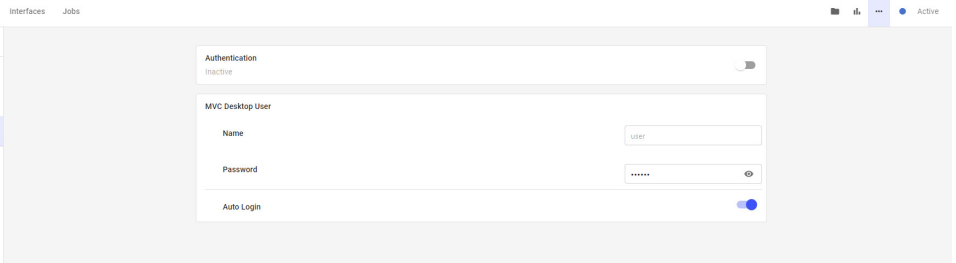 Interfaces Jobs Active
Authentication
Inactive
MVC Desktop User
Name
user
Password
••••••
Auto Login